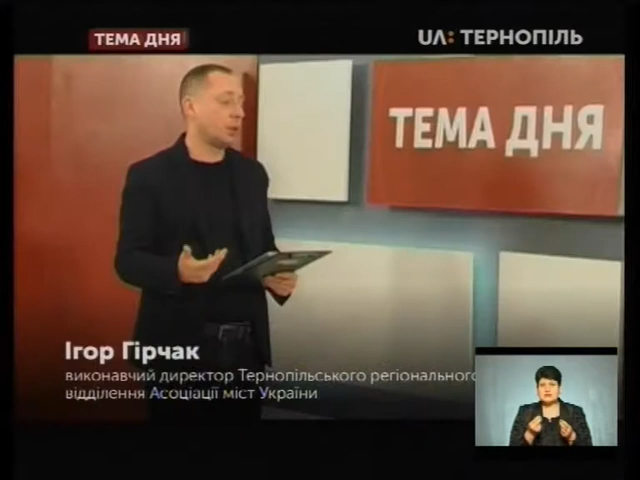 ТЕМА ДНЯ
UA: ТЕРНОПІЛЬ
ТЕМА ДНЯ
Ігор Гірчак
виконавчий директор Тернопільського регіонального
відділення Асоціації міст України